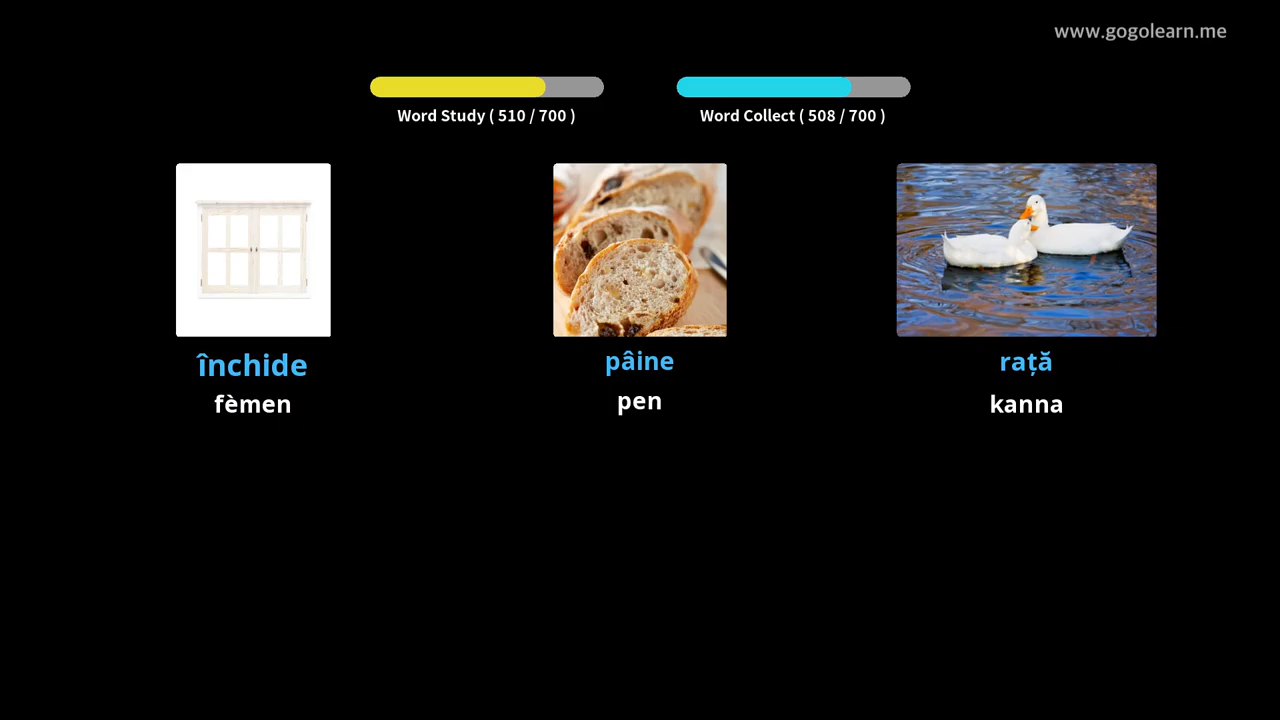 www.gogolearn.me
Word Study ( 510 / 700 )
Word Collect ( 508 / 700 )
închide
fèmen
pâine
pen
rață
kanna